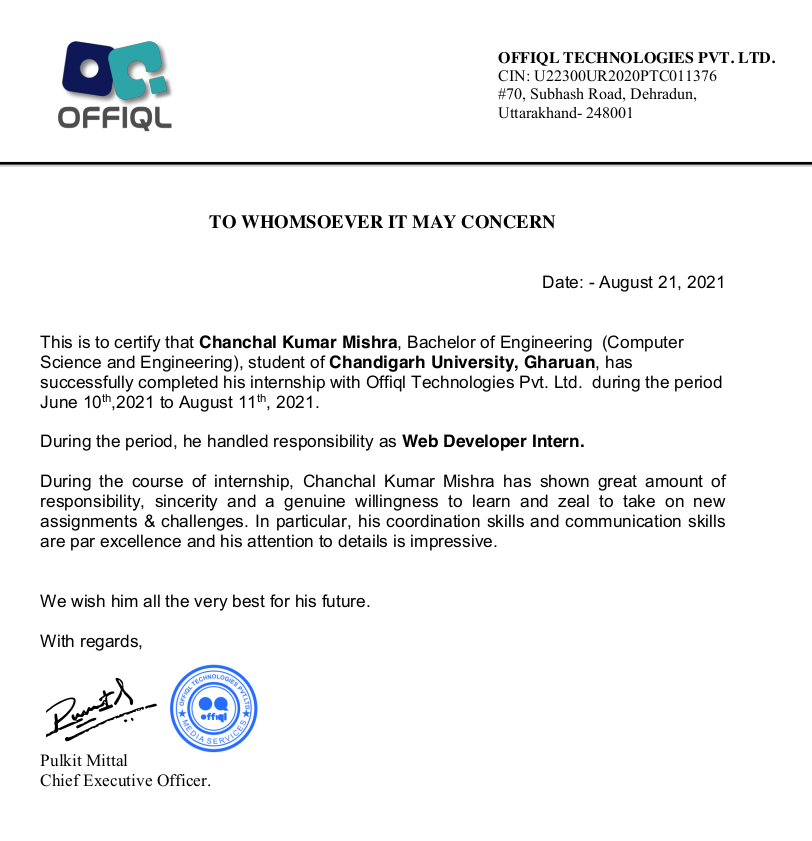 OFFIQL
OFFIQL TECHNOLOGIES PVT. LTD.
CIN: U22300UR2020PTC011376
#70, Subhash Road, Dehradun,
Uttarakhand- 248001
TO WHOMSOEVER IT MAY CONCERN
Date: - August 21, 2021
This is to certify that Chanchal Kumar Mishra, Bachelor of Engineering (Computer
Science and Engineering), student of Chandigarh University, Gharuan, has
successfully completed his internship with Offiql Technologies Pvt. Ltd. during the period
June 10th,2021 to August 11th, 2021.
During the period, he handled responsibility as Web Developer Intern.
During the course of internship, Chanchal Kumar Mishra has shown great amount of
responsibility, sincerity and a genuine willingness to learn and zeal to take on new
assignments & challenges. In particular, his coordination skills and communication skills
are par excellence and his attention to details is impressive.
We wish him all the very best for his future.
With regards,
OFFIQL TECHNOLOGIES PVT.LTD.
offiql
MEDIA SERVICES
Pulkit Mittal
Chief Executive Officer.